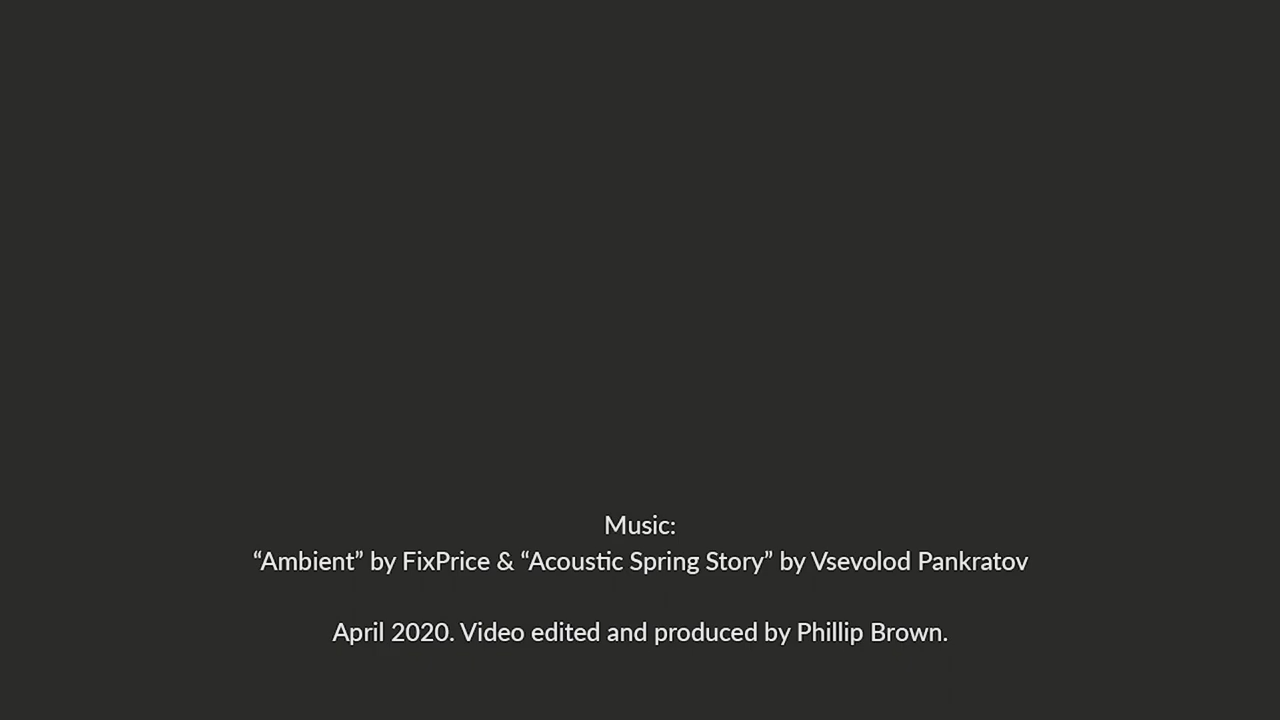 Music:
“Ambient” by FixPrice & “Acoustic Spring Story” by Vsevolod Pankratov
April 2020. Video edited and produced by Phillip Brown.